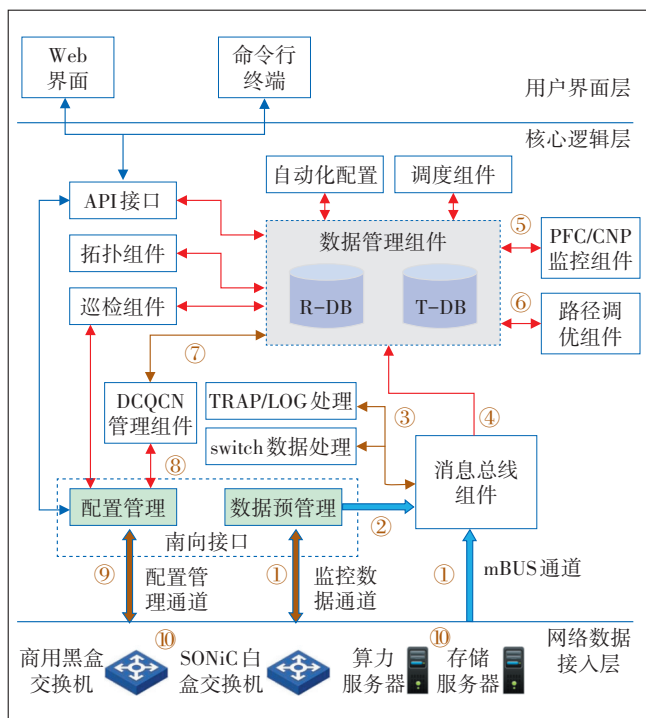 Web
界面
命令行
终端
用户界面层
核心逻辑层
自动化配置
调度组件
API接口
数据管理组件
⑤
PFC/CNP
监控组件
拓扑组件
R-DB
T-DB
巡检组件
⑥
路径调
优组件
⑦
DCQCN
管理组件
TRAP/LOG处理
③
④
switch数据处理
消息总线
组件
⑧
配置管理
数据预管理
②
南向接口
⑨
配置管
理通道
①
监控数
据通道
①
mBUS通道
网络数据
接入层
商用黑盒
交换机
⑩
SONiC白
盒交换机
算力
服务器
⑩
存储
服务器